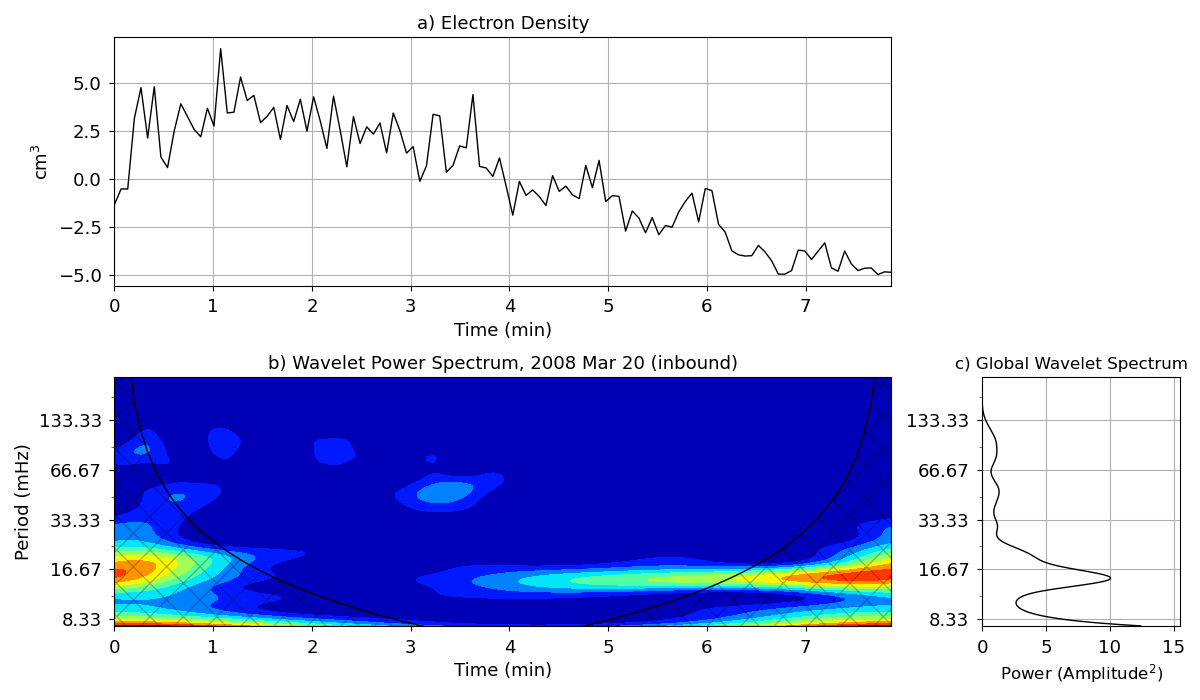 a) Electron Density
cm³
5.0
2.5
0.0
−2.5
−5.0
0 1 2 3 4 5 6 7
Time (min)
b) Wavelet Power Spectrum, 2008 Mar 20 (inbound)
Period (mHz)
133.33
66.67
33.33
16.67
8.33
0 1 2 3 4 5 6 7
Time (min)
c) Global Wavelet Spectrum
133.33
66.67
33.33
16.67
8.33
0 5 10 15
Power (Amplitude²)